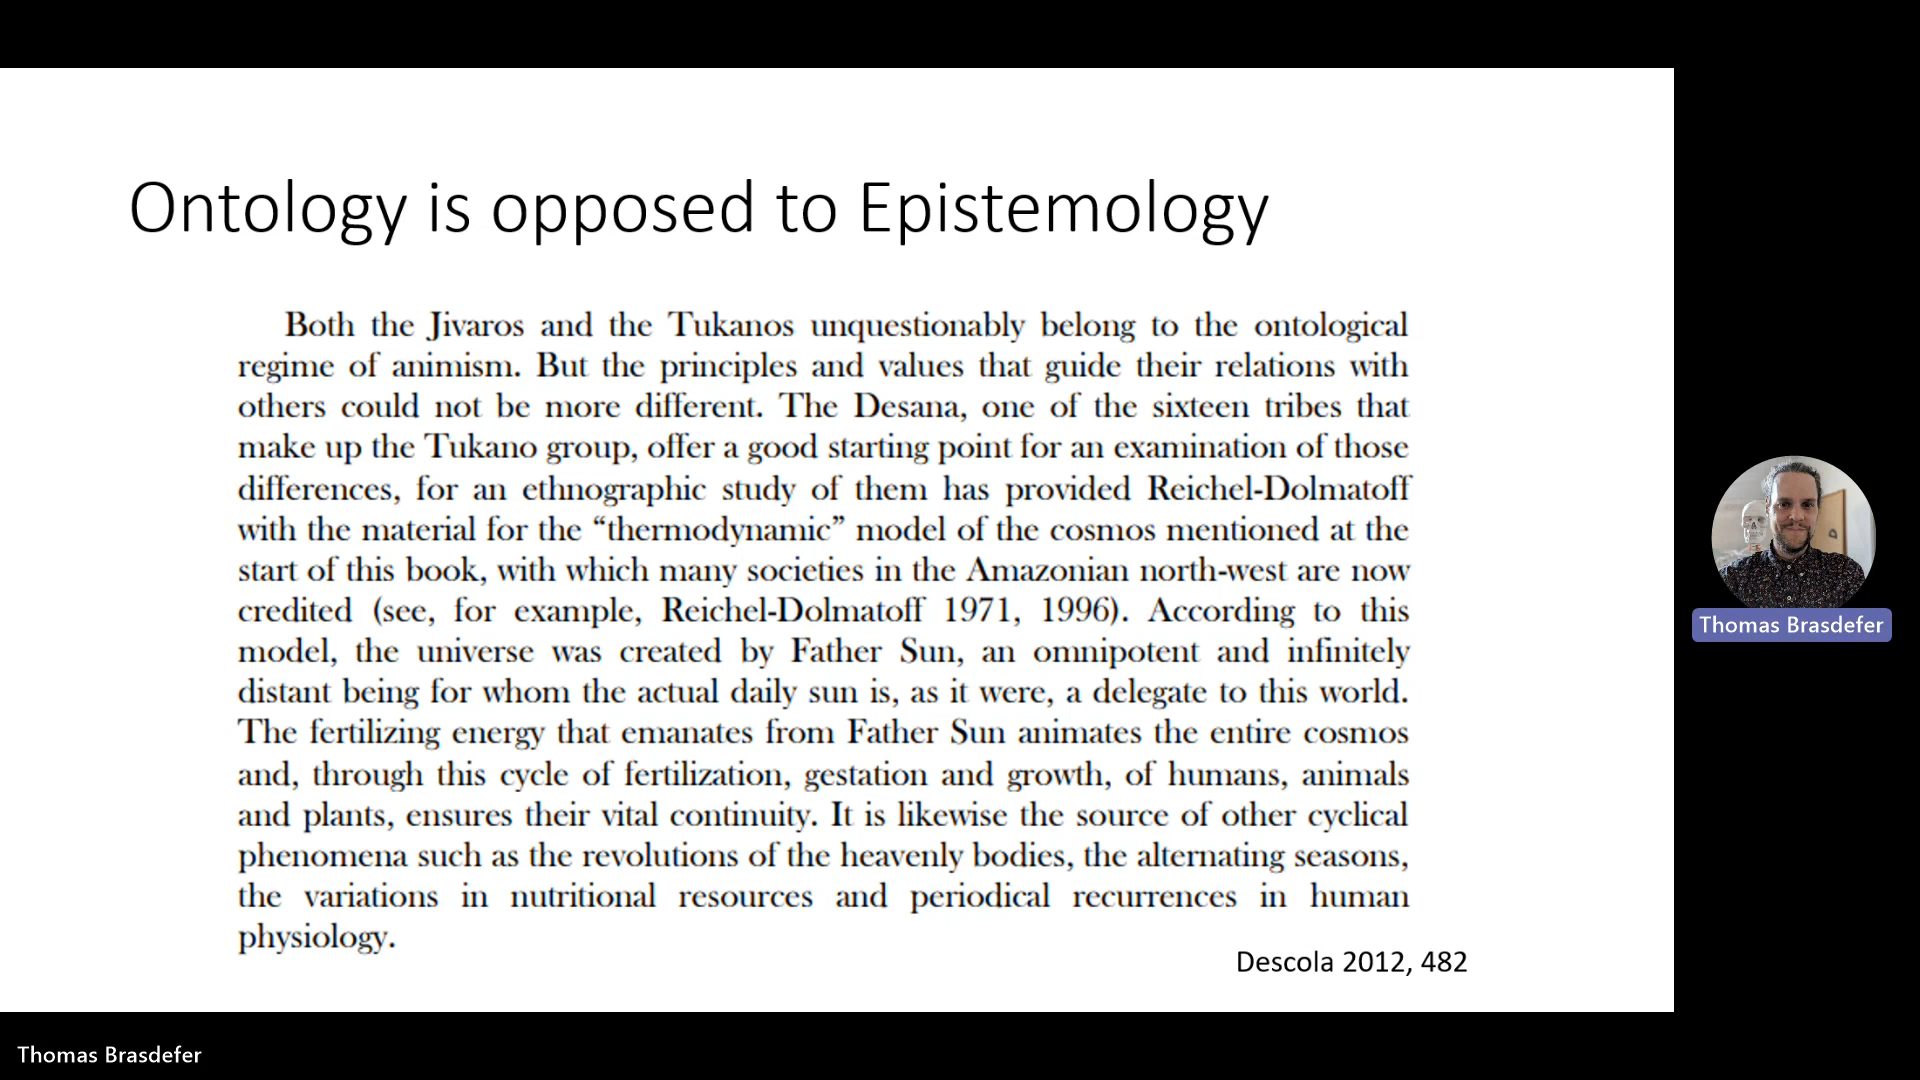 Ontology is opposed to Epistemology
Both the Jivaros and the Tukanos unquestionably belong to the ontological
regime of animism. But the principles and values that guide their relations with
others could not be more different. The Desana, one of the sixteen tribes that
make up the Tukano group, offer a good starting point for an examination of those
differences, for an ethnographic study of them has provided Reichel-Dolmatoff
with the material for the “thermodynamic” model of the cosmos mentioned at the
start of this book, with which many societies in the Amazonian north-west are now
credited (see, for example, Reichel-Dolmatoff 1971, 1996). According to this
model, the universe was created by Father Sun, an omnipotent and infinitely
distant being for whom the actual daily sun is, as it were, a delegate to this world.
The fertilizing energy that emanates from Father Sun animates the entire cosmos
and, through this cycle of fertilization, gestation and growth, of humans, animals
and plants, ensures their vital continuity. It is likewise the source of other cyclical
phenomena such as the revolutions of the heavenly bodies, the alternating seasons,
the variations in nutritional resources and periodical recurrences in human
physiology.
Descola 2012, 482
Thomas Brasdefer
Thomas Brasdefer